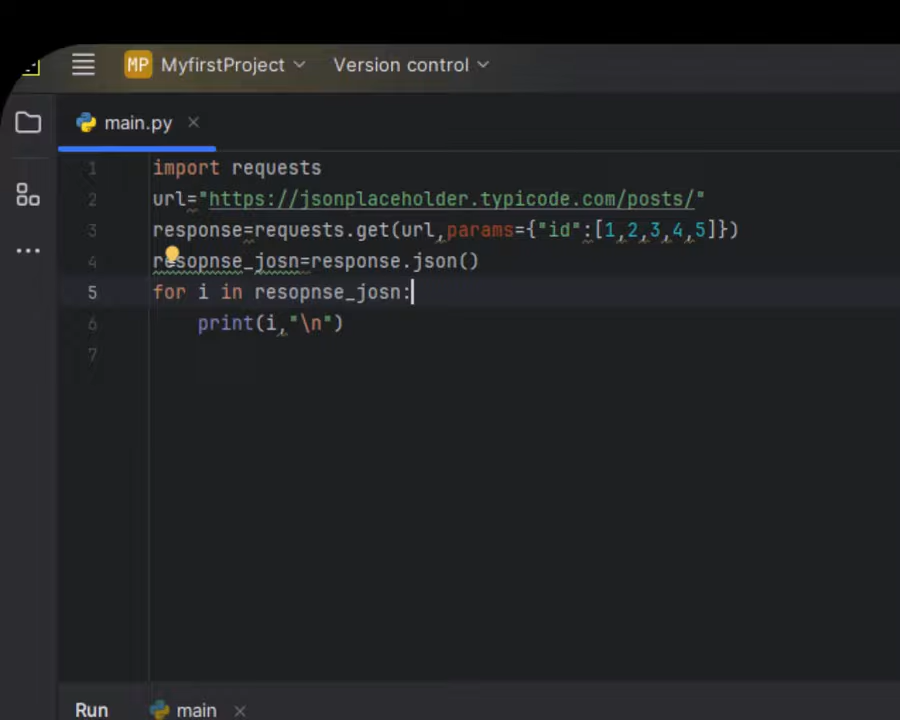 MP MyfirstProject Version control
main.py
1 import requests
2 url="https://jsonplaceholder.typicode.com/posts/"
3 response=requests.get(url,params={"id":[1,2,3,4,5]})
4 resopnse_josn=response.json()
5 for i in resopnse_josn:
6 print(i,"\n")
7
Run main